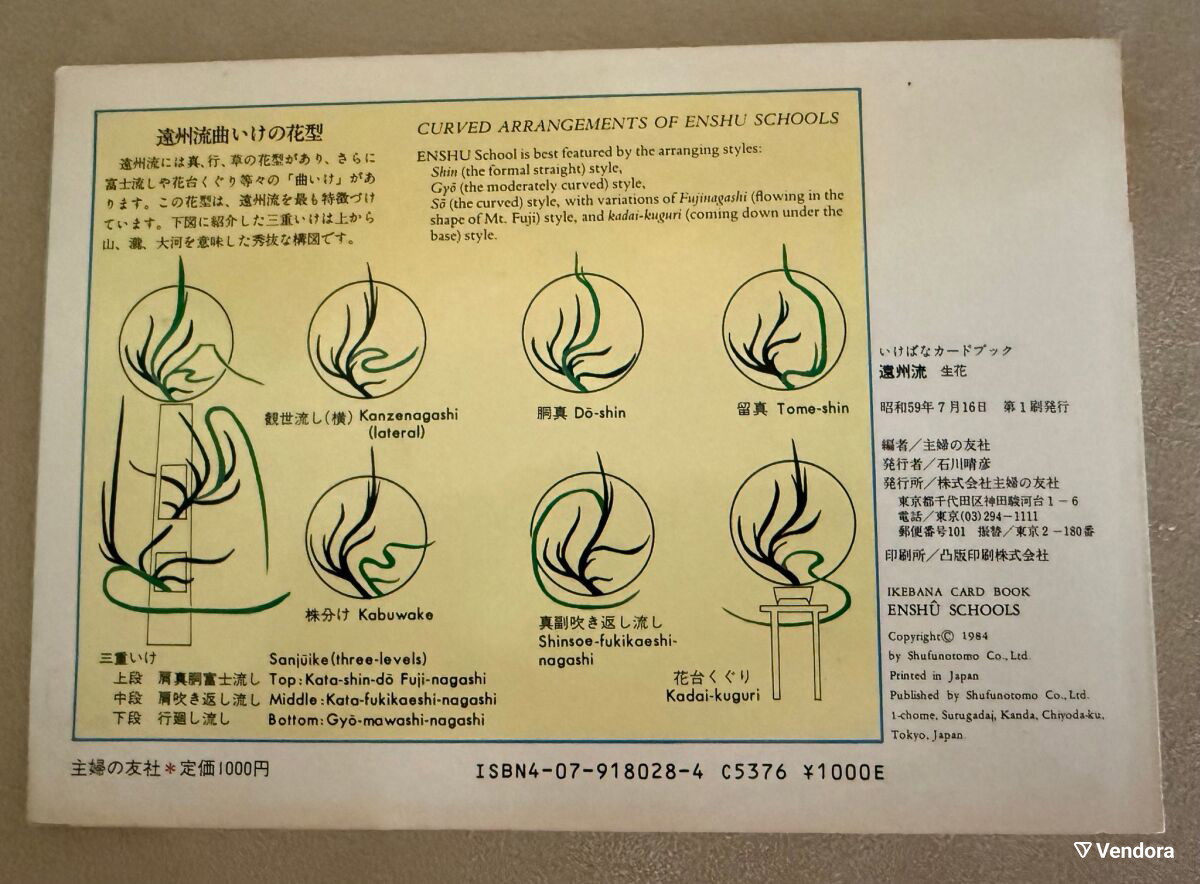 遠州流曲いけの花型
遠州流には真、行、草の花型があり、さらに
富士流しや花台くぐり等々の「曲いけ」があ
ります。この花型は、遠州流を最も特徴づけ
ています。下図に紹介した三重いけは上から
山、瀧、大河を意味した秀抜な構図です。
CURVED ARRANGEMENTS OF ENSHU SCHOOLS
ENSHU School is best featured by the arranging styles:
Shin (the formal straight) style,
Gyō (the moderately curved) style,
Sō (the curved) style, with variations of Fujinagashi (flowing in the
shape of Mt. Fuji) style, and kadai-kuguri (coming down under the
base) style.
観世流し(横) Kanzenagashi
(lateral)
胴真 Dō-shin
留真 Tome-shin
株分け Kabuwake
真副吹き返し流し
Shinsoe-fukikaeshi-
nagashi
花台くぐり
Kadai-kuguri
三重いけ Sanjūike(three-levels)
上段 肩真胴富士流し Top:Kata-shin-dō Fuji-nagashi
中段 肩吹き返し流し Middle:Kata-fukikaeshi-nagashi
下段 行廻し流し Bottom:Gyō-mawashi-nagashi
いけばなカードブック
遠州流 生花
昭和59年7月16日 第1刷発行
編者/主婦の友社
発行者/石川晴彦
発行所/株式会社主婦の友社
東京都千代田区神田駿河台1-6
電話/東京(03)294-1111
郵便番号101 振替/東京2-180番
印刷所/凸版印刷株式会社
IKEBANA CARD BOOK
ENSHÛ SCHOOLS
Copyright© 1984
by Shufunotomo Co., Ltd.
Printed in Japan
Published by Shufunotomo Co., Ltd.
1-chome, Surugadai, Kanda, Chiyoda-ku,
Tokyo, Japan
主婦の友社*定価1000円
ISBN4-07-918028-4 C5376 ¥1000E
Vendora